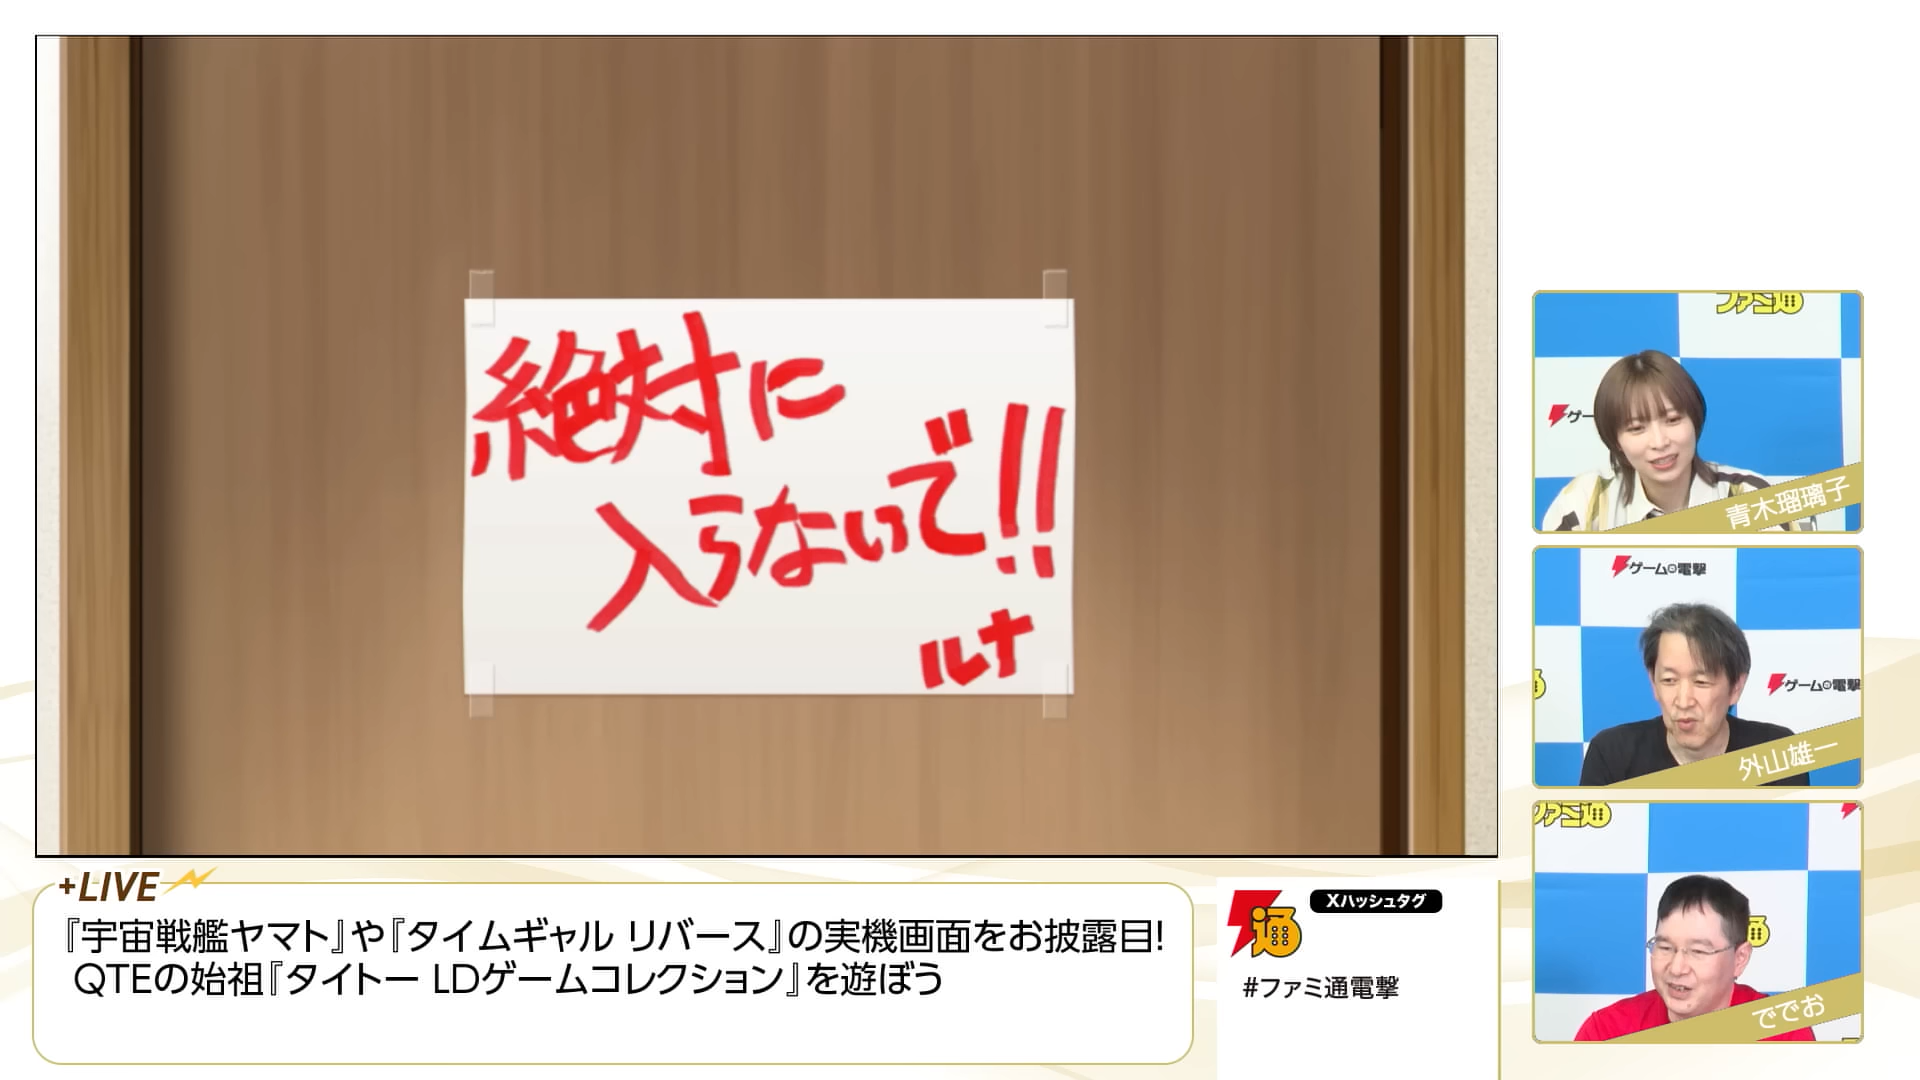 絶対に
入らないで!!
ルナ
ファミ通
ゲー
青木瑠璃子
ゲームの電撃
ゲームの電撃
外山雄一
ファミ通
ででお
+LIVE
『宇宙戦艦ヤマト』や『タイムギャル リバース』の実機画面をお披露目!
QTEの始祖『タイトー LDゲームコレクション』を遊ぼう
通
Xハッシュタグ
#ファミ通電撃